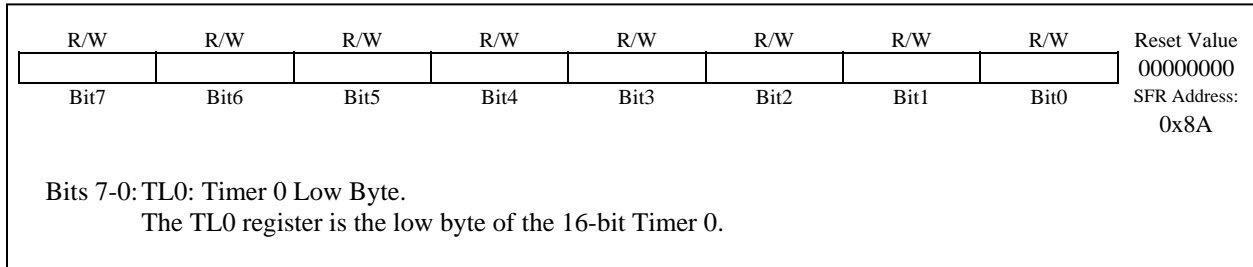 R/W R/W R/W R/W R/W R/W R/W R/W Reset Value
00000000
Bit7 Bit6 Bit5 Bit4 Bit3 Bit2 Bit1 Bit0 SFR Address:
0x8A
Bits 7-0: TL0: Timer 0 Low Byte.
The TL0 register is the low byte of the 16-bit Timer 0.